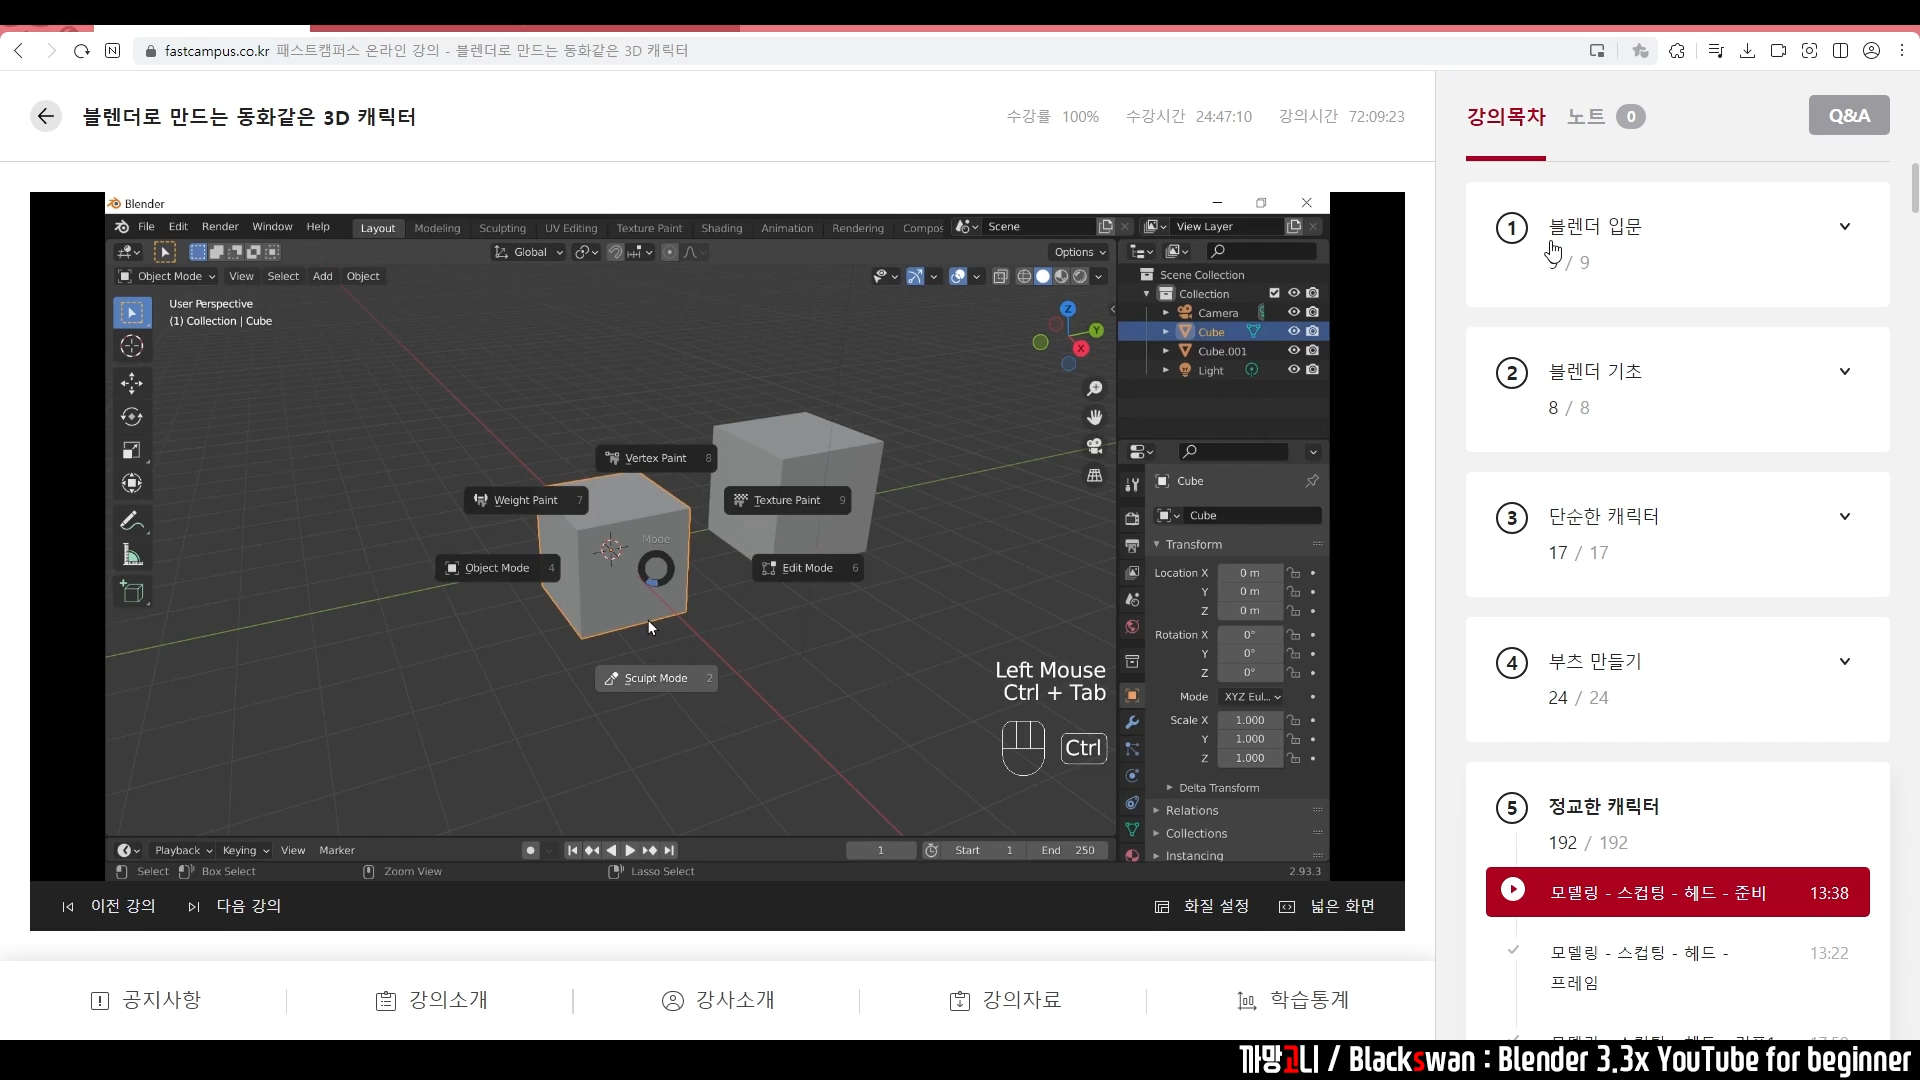 fastcampus.co.kr 패스트캠퍼스 온라인 강의 - 블렌더로 만드는 동화같은 3D 캐릭터
블렌더로 만드는 동화같은 3D 캐릭터
수강률 100% 수강시간 24:47:10 강의시간 72:09:23
강의목차 노트 0 Q&A
Blender
File Edit Render Window Help Layout Modeling Sculpting UV Editing Texture Paint Shading Animation Rendering Compos Scene View Layer
Global Options
Object Mode View Select Add Object
User Perspective
(1) Collection | Cube
Z
Y
X
Scene Collection
Collection
Camera
Cube
Cube.001
Light
Vertex Paint 8
Weight Paint 7
Texture Paint 9
Mode
Object Mode 4
Edit Mode 6
Sculpt Mode 2
Left Mouse
Ctrl + Tab
Ctrl
Cube
Cube
Transform
Location X 0 m
Y 0 m
Z 0 m
Rotation X 0°
Y 0°
Z 0°
Mode XYZ Eul...
Scale X 1.000
Y 1.000
Z 1.000
Delta Transform
Relations
Collections
Instancing
Playback Keying View Marker 1 Start 1 End 250
Select Box Select Zoom View Lasso Select 2.93.3
이전 강의 다음 강의 화질 설정 넓은 화면
공지사항 강의소개 강사소개 강의자료 학습통계
1 블렌더 입문
/ 9
2 블렌더 기초
8 / 8
3 단순한 캐릭터
17 / 17
4 부츠 만들기
24 / 24
5 정교한 캐릭터
192 / 192
모델링 - 스컵팅 - 헤드 - 준비 13:38
모델링 - 스컵팅 - 헤드 - 13:22
프레임
까망고니 / Blackswan : Blender 3.3x YouTube for beginner